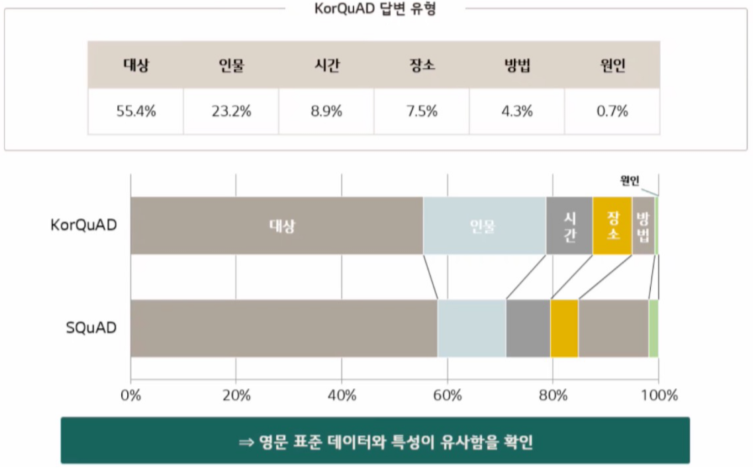 KorQuAD 답변 유형
대상 인물 시간 장소 방법 원인
55.4% 23.2% 8.9% 7.5% 4.3% 0.7%
원인
KorQuAD 대상 인물 시간 장소 방법
SQuAD
0% 20% 40% 60% 80% 100%
⇒ 영문 표준 데이터와 특성이 유사함을 확인